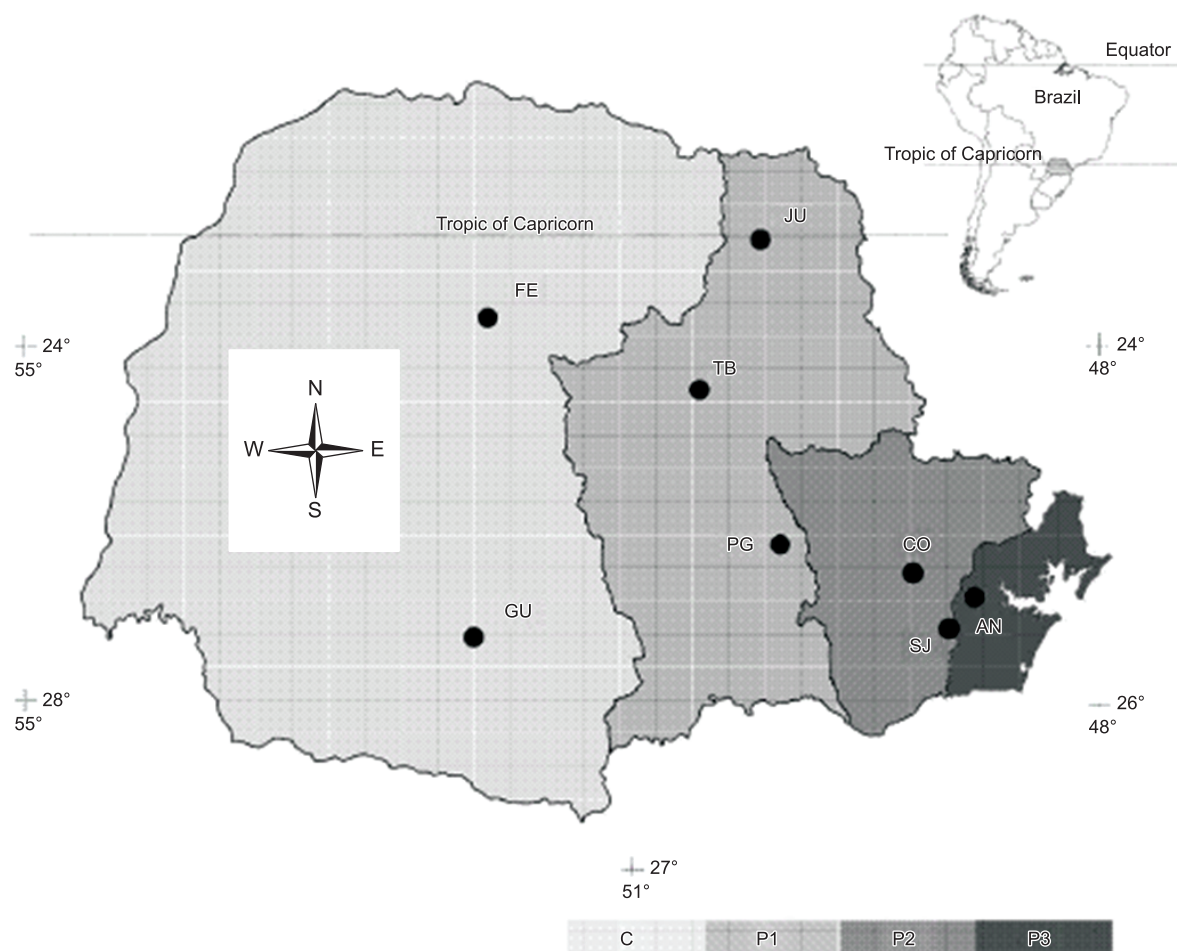 Equator
Brazil
Tropic of Capricorn
JU
Tropic of Capricorn
FE
24°
55°
24°
48°
TB
N
W
E
S
PG
CO
GU
AN
SJ
28°
55°
26°
48°
27°
51°
C
P1
P2
P3